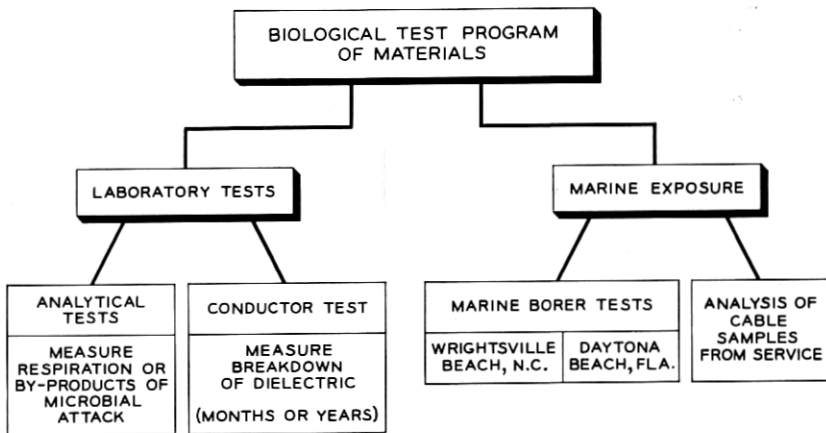 BIOLOGICAL TEST PROGRAM
OF MATERIALS
LABORATORY TESTS
MARINE EXPOSURE
ANALYTICAL
TESTS
MEASURE
RESPIRATION OR
BY-PRODUCTS OF
MICROBIAL
ATTACK
CONDUCTOR TEST
MEASURE
BREAKDOWN
OF DIELECTRIC
(MONTHS OR YEARS)
MARINE BORER TESTS
WRIGHTSVILLE
BEACH, N.C.
DAYTONA
BEACH, FLA.
ANALYSIS OF
CABLE
SAMPLES
FROM SERVICE